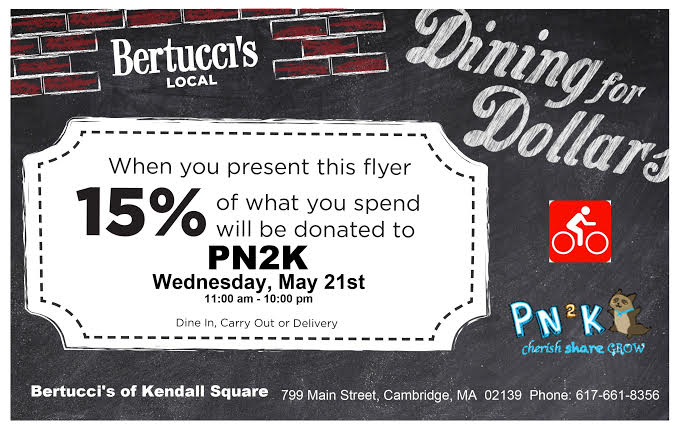 Bertucci's
LOCAL
Dining for
Dollars
When you present this flyer
15% of what you spend
will be donated to
PN2K
Wednesday, May 21st
11:00 am - 10:00 pm
Dine In, Carry Out or Delivery
PN2K
cherish share GROW
Bertucci's of Kendall Square 799 Main Street, Cambridge, MA 02139 Phone: 617-661-8356